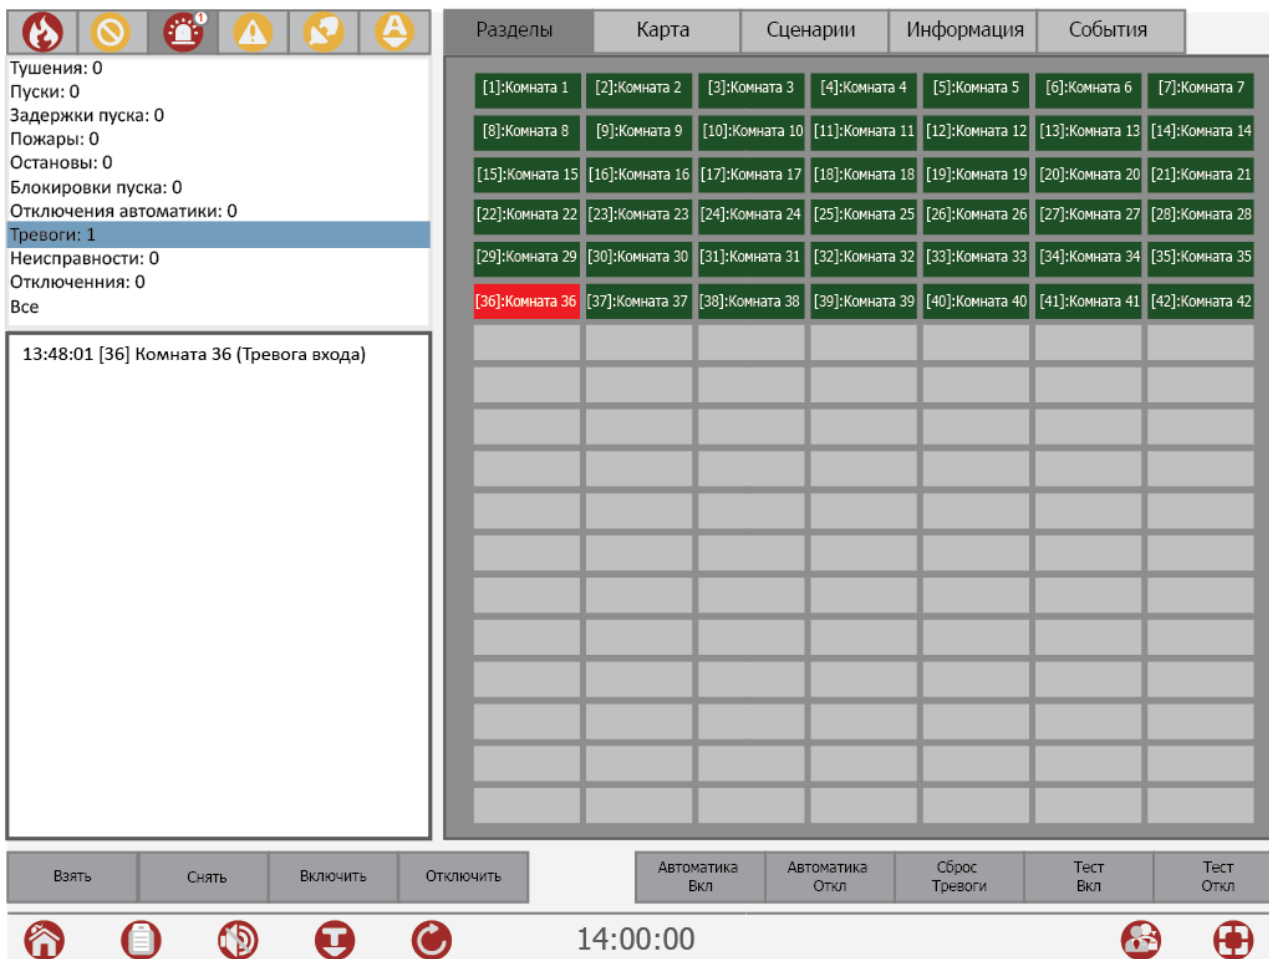 1
A
Тушения: 0
Пуски: 0
Задержки пуска: 0
Пожары: 0
Остановы: 0
Блокировки пуска: 0
Отключения автоматики: 0
Тревоги: 1
Неисправности: 0
Отключенния: 0
Все
13:48:01 [36] Комната 36 (Тревога входа)
Разделы Карта Сценарии Информация События
[1]:Комната 1 [2]:Комната 2 [3]:Комната 3 [4]:Комната 4 [5]:Комната 5 [6]:Комната 6 [7]:Комната 7
[8]:Комната 8 [9]:Комната 9 [10]:Комната 10 [11]:Комната 11 [12]:Комната 12 [13]:Комната 13 [14]:Комната 14
[15]:Комната 15 [16]:Комната 16 [17]:Комната 17 [18]:Комната 18 [19]:Комната 19 [20]:Комната 20 [21]:Комната 21
[22]:Комната 22 [23]:Комната 23 [24]:Комната 24 [25]:Комната 25 [26]:Комната 26 [27]:Комната 27 [28]:Комната 28
[29]:Комната 29 [30]:Комната 30 [31]:Комната 31 [32]:Комната 32 [33]:Комната 33 [34]:Комната 34 [35]:Комната 35
[36]:Комната 36 [37]:Комната 37 [38]:Комната 38 [39]:Комната 39 [40]:Комната 40 [41]:Комната 41 [42]:Комната 42
Взять Снять Включить Отключить
Автоматика Вкл
Автоматика Откл
Сброс Тревоги
Тест Вкл
Тест Откл
14:00:00